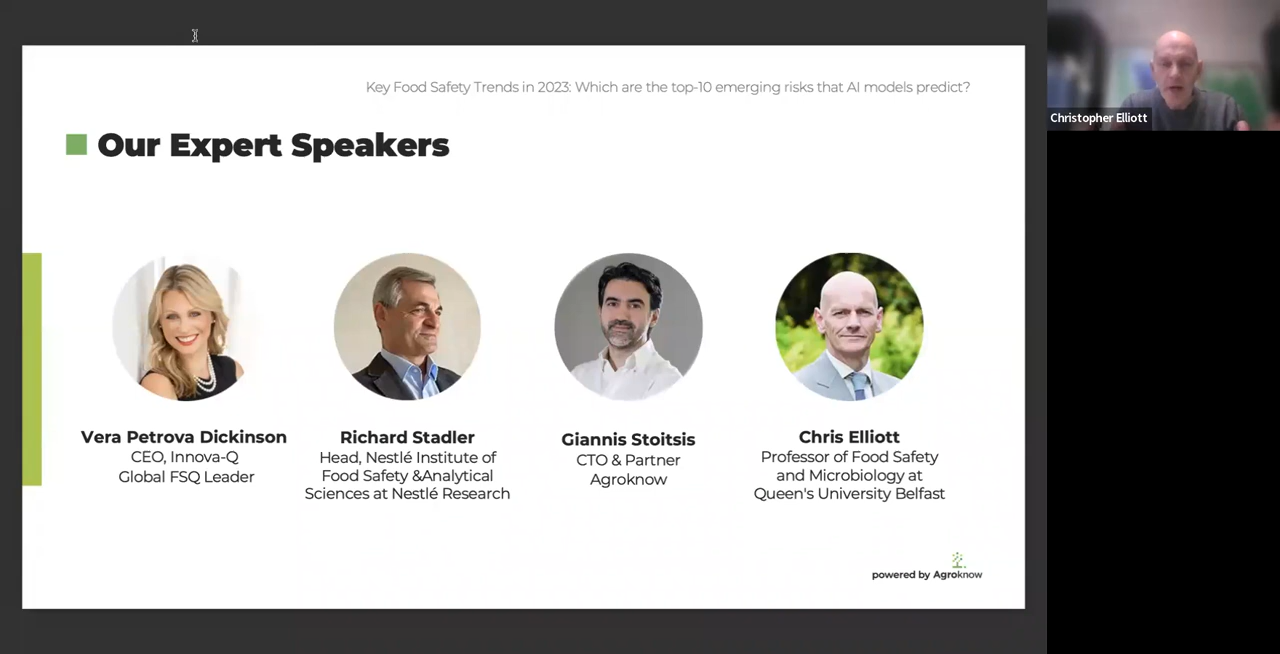 Key Food Safety Trends in 2023: Which are the top-10 emerging risks that AI models predict?
Our Expert Speakers
Vera Petrova Dickinson
CEO, Innova-Q
Global FSQ Leader
Richard Stadler
Head, Nestlé Institute of
Food Safety &Analytical
Sciences at Nestlé Research
Giannis Stoitsis
CTO & Partner
Agroknow
Chris Elliott
Professor of Food Safety
and Microbiology at
Queen's University Belfast
powered by Agroknow
Christopher Elliott